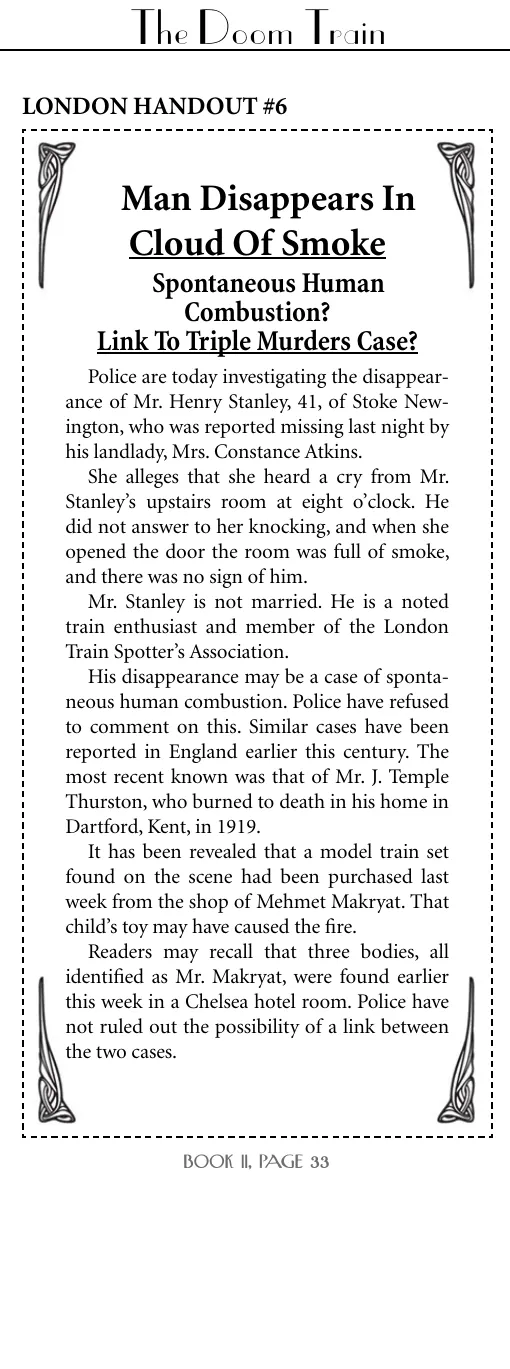 The Doom Train
LONDON HANDOUT #6
Man Disappears In
Cloud Of Smoke
Spontaneous Human
Combustion?
Link To Triple Murders Case?
Police are today investigating the disappear-
ance of Mr. Henry Stanley, 41, of Stoke New-
ington, who was reported missing last night by
his landlady, Mrs. Constance Atkins.
She alleges that she heard a cry from Mr.
Stanley’s upstairs room at eight o’clock. He
did not answer to her knocking, and when she
opened the door the room was full of smoke,
and there was no sign of him.
Mr. Stanley is not married. He is a noted
train enthusiast and member of the London
Train Spotter’s Association.
His disappearance may be a case of sponta-
neous human combustion. Police have refused
to comment on this. Similar cases have been
reported in England earlier this century. The
most recent known was that of Mr. J. Temple
Thurston, who burned to death in his home in
Dartford, Kent, in 1919.
It has been revealed that a model train set
found on the scene had been purchased last
week from the shop of Mehmet Makryat. That
child’s toy may have caused the fire.
Readers may recall that three bodies, all
identified as Mr. Makryat, were found earlier
this week in a Chelsea hotel room. Police have
not ruled out the possibility of a link between
the two cases.
BOOK II, PAGE 33